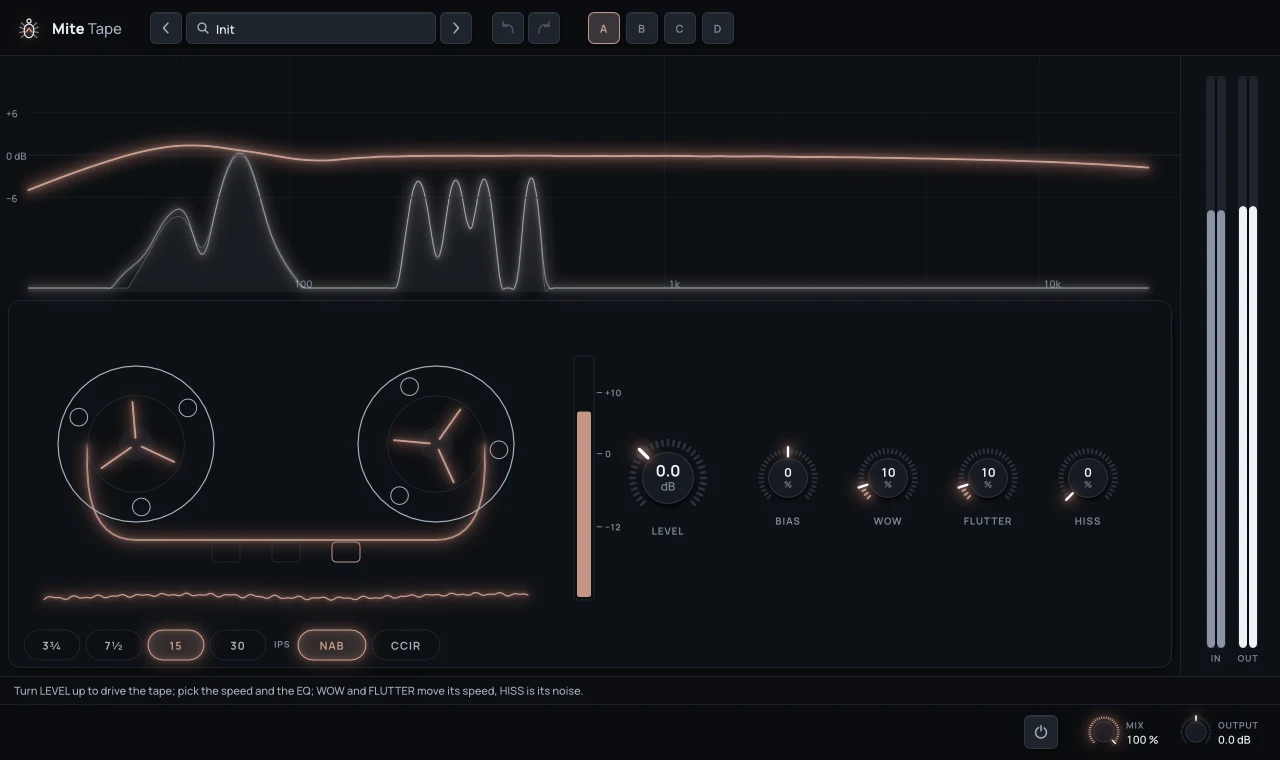 Mite Tape
Init
A B C D
+6
0 dB
−6
100 1k 10k
+10
0
−12
0.0
dB
LEVEL
0
%
BIAS
10
%
WOW
10
%
FLUTTER
0
%
HISS
3¾ 7½ 15 30 IPS NAB CCIR
IN OUT
Turn LEVEL up to drive the tape; pick the speed and the EQ; WOW and FLUTTER move its speed, HISS is its noise.
MIX
100 %
OUTPUT
0.0 dB